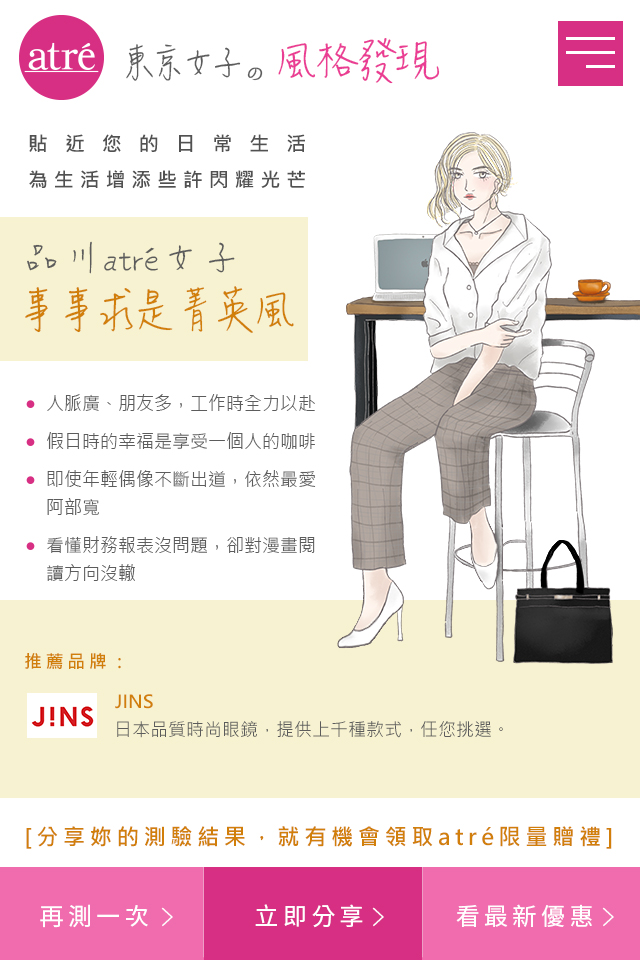 atré
東京女子の風格發現
貼近您的日常生活
為生活增添些許閃耀光芒
品川atré女子
事事求是菁英風
人脈廣、朋友多，工作時全力以赴
假日時的幸福是享受一個人的咖啡
即使年輕偶像不斷出道，依然最愛
阿部寬
看懂財務報表沒問題，卻對漫畫閱
讀方向沒轍
推薦品牌：
J!NS
JINS
日本品質時尚眼鏡，提供上千種款式，任您挑選。
[分享妳的測驗結果，就有機會領取atré限量贈禮]
再測一次
立即分享
看最新優惠